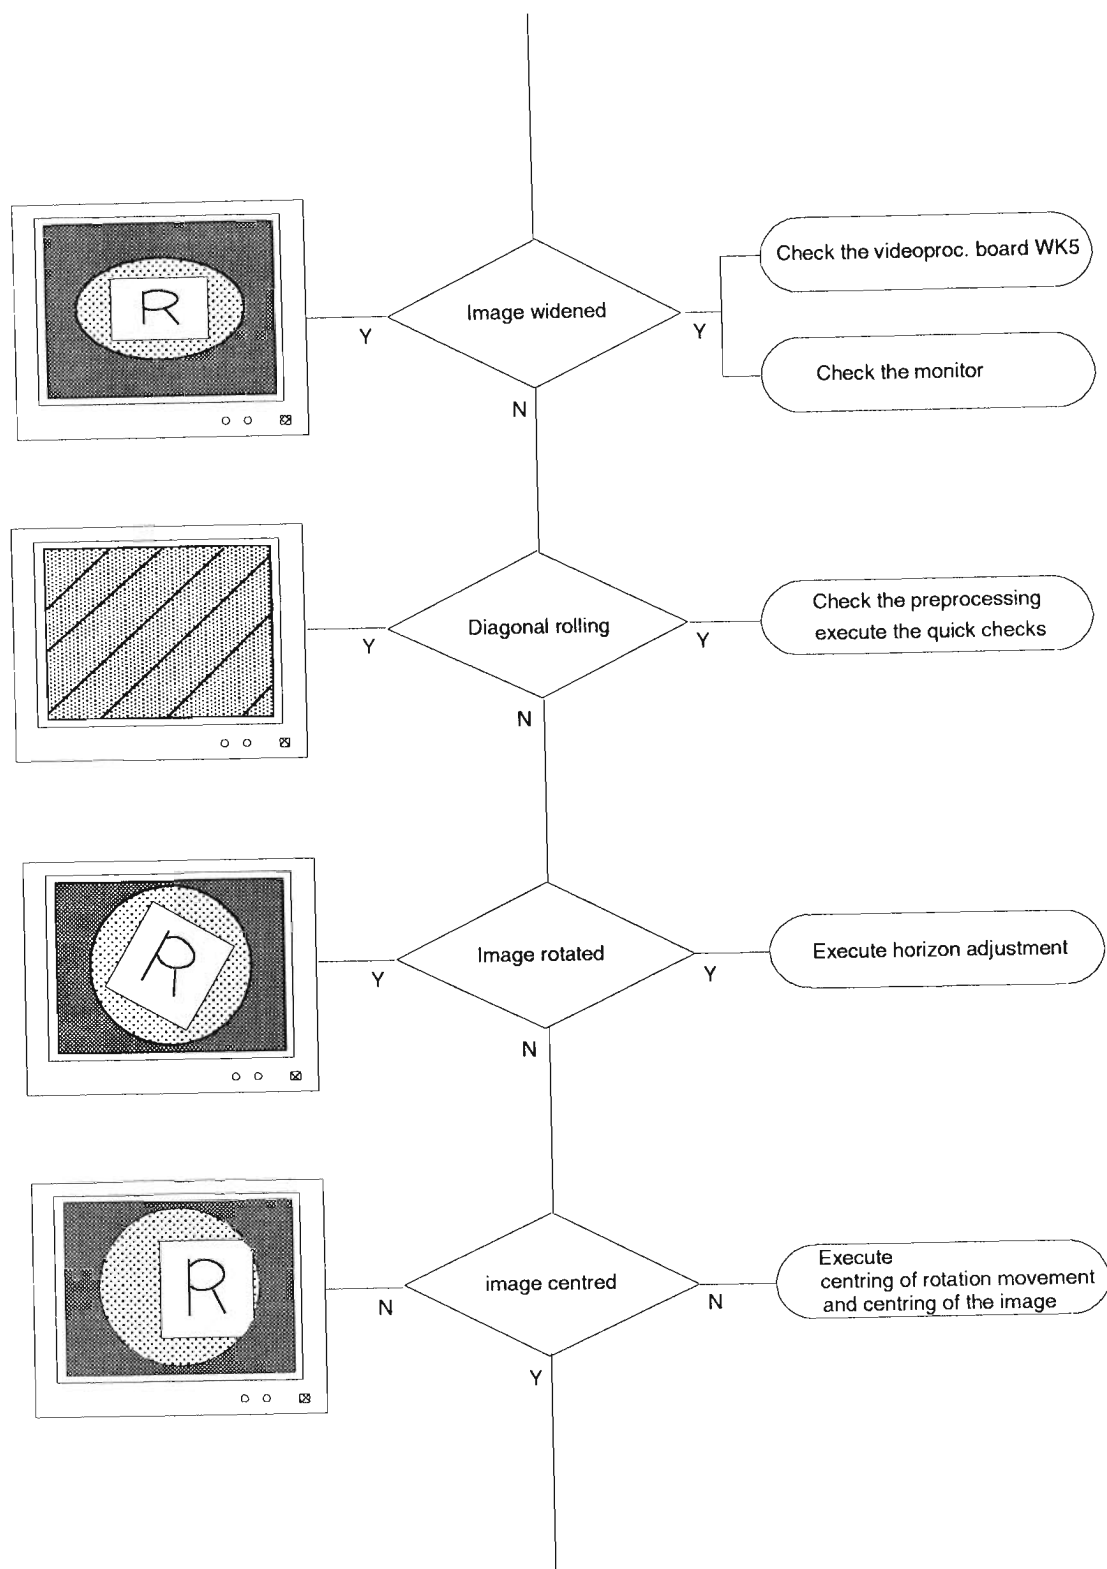 Check the videoproc. board WK5
R
Image widened
Y
Y
Check the monitor
N
Check the preprocessing
execute the quick checks
Diagonal rolling
Y
Y
N
R
Image rotated
Execute horizon adjustment
Y
Y
N
Execute
centring of rotation movement
and centring of the image
R
image centred
N
N
Y